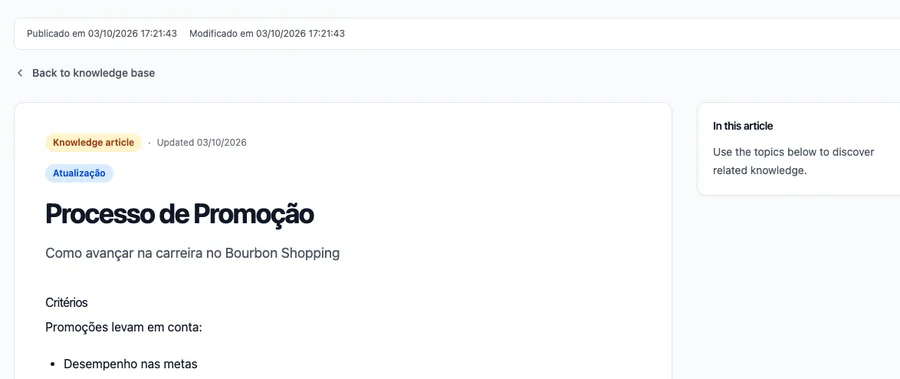 Publicado em 03/10/2026 17:21:43 Modificado em 03/10/2026 17:21:43
Back to knowledge base
Knowledge article · Updated 03/10/2026
Atualização
Processo de Promoção
Como avançar na carreira no Bourbon Shopping
Critérios
Promoções levam em conta:
• Desempenho nas metas
In this article
Use the topics below to discover
related knowledge.